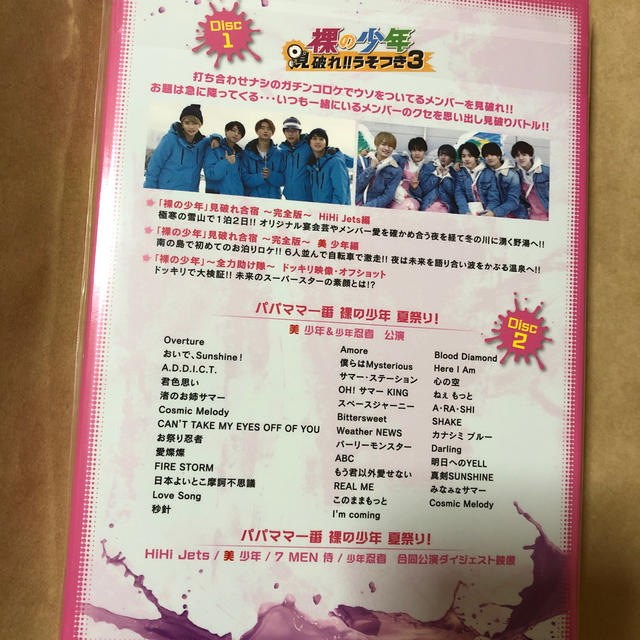 Disc
1
裸の少年
見破れ!!うそつき3
打ち合わせナシのガチンコロケでウソをついてるメンバーを見破れ!!
お題は急に降ってくる・・・いつも一緒にいるメンバーのクセを思い出し見破りバトル!!
★「裸の少年」見破れ合宿 ～完全版～ HiHi Jets編
極寒の雪山で1泊2日!! オリジナル宴会芸やメンバー愛を確かめ合う夜を経て冬の川に湧く野湯へ!!
★「裸の少年」見破れ合宿 ～完全版～ 美 少年編
南の島で初めてのお泊りロケ!! 6人並んで自転車で激走!! 夜は未来を語り合い波をかぶる温泉へ!!
★「裸の少年」～全力助け隊～ ドッキリ映像・オフショット
ドッキリで大検証!! 未来のスーパースターの素顔とは!?
Disc
2
パパママ一番 裸の少年 夏祭り!
美 少年&少年忍者 公演
Overture
おいで、Sunshine!
A.D.D.I.C.T.
君色思い
渚のお姉サマー
Cosmic Melody
CAN'T TAKE MY EYES OFF OF YOU
お祭り忍者
愛燦燦
FIRE STORM
日本よいとこ摩訶不思議
Love Song
秒針
Amore
僕らはMysterious
サマー・ステーション
OH! サマー KING
スペースジャーニー
Bittersweet
Weather NEWS
パーリーモンスター
ABC
もう君以外愛せない
REAL ME
このままもっと
I'm coming
Blood Diamond
Here I Am
心の空
ねぇ もっと
A・RA・SHI
SHAKE
カナシミ ブルー
Darling
明日へのYELL
真剣SUNSHINE
みなみなサマー
Cosmic Melody
パパママ一番 裸の少年 夏祭り!
HiHi Jets / 美 少年 / 7 MEN 侍 / 少年忍者 合同公演ダイジェスト映像